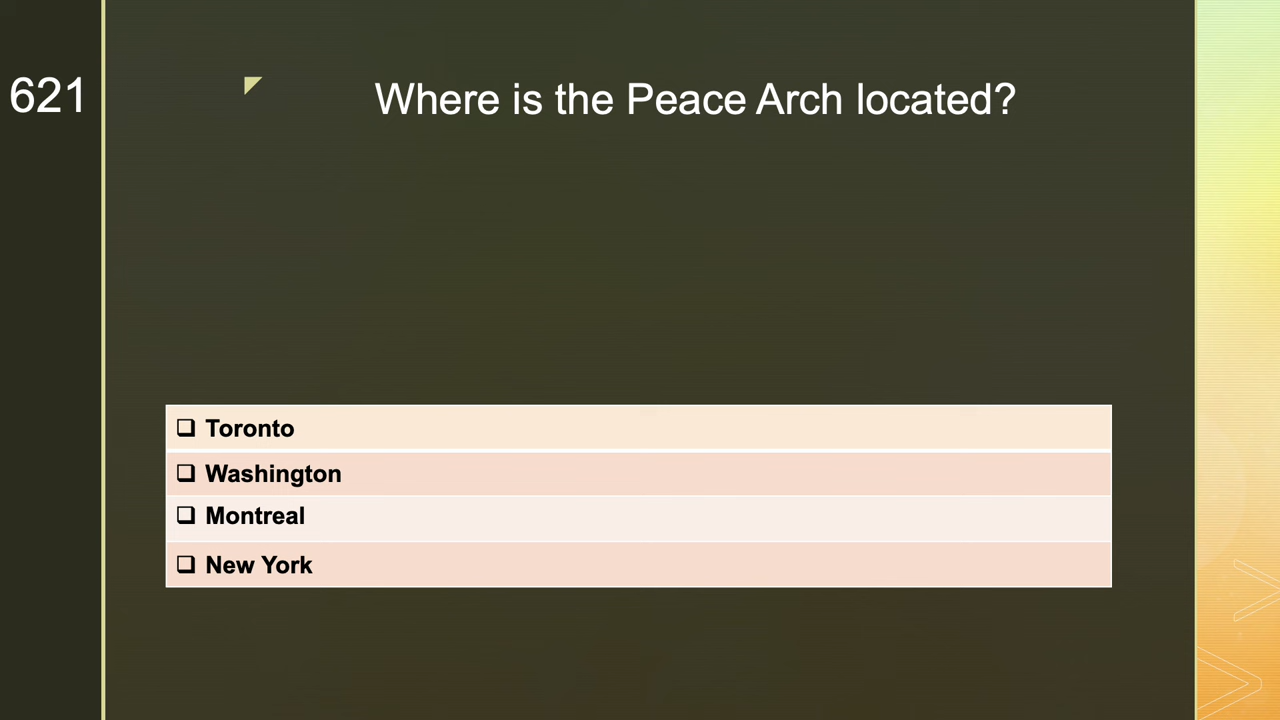 621
Where is the Peace Arch located?
Toronto
Washington
Montreal
New York